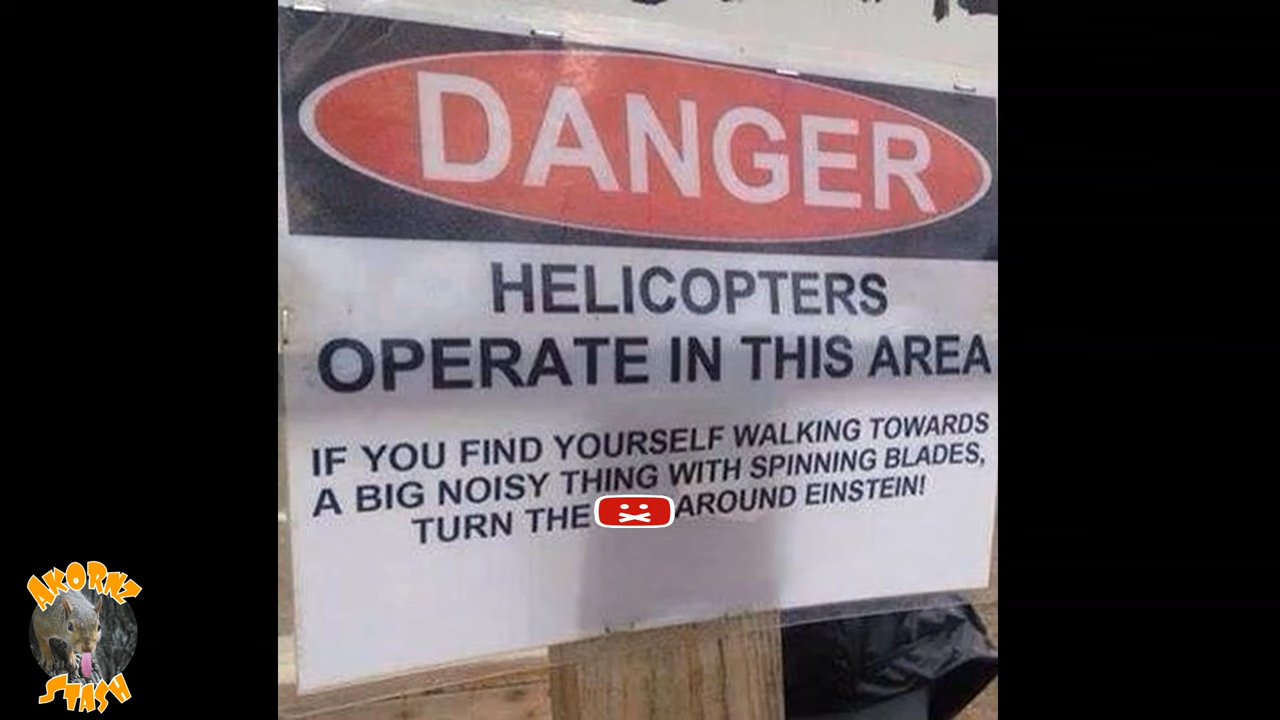 DANGER
HELICOPTERS
OPERATE IN THIS AREA
IF YOU FIND YOURSELF WALKING TOWARDS
A BIG NOISY THING WITH SPINNING BLADES,
TURN THE AROUND EINSTEIN!
AKORNZ
STASH